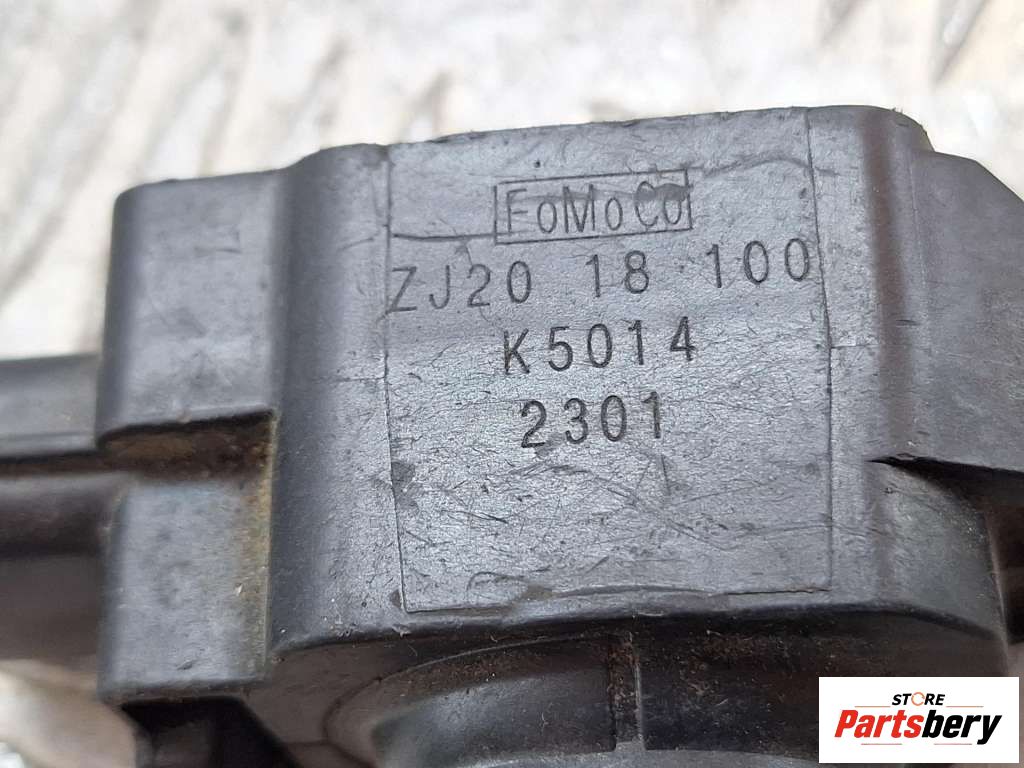 FoMoCo
ZJ20 18 100
K5014
2301
STORE
Partsbery